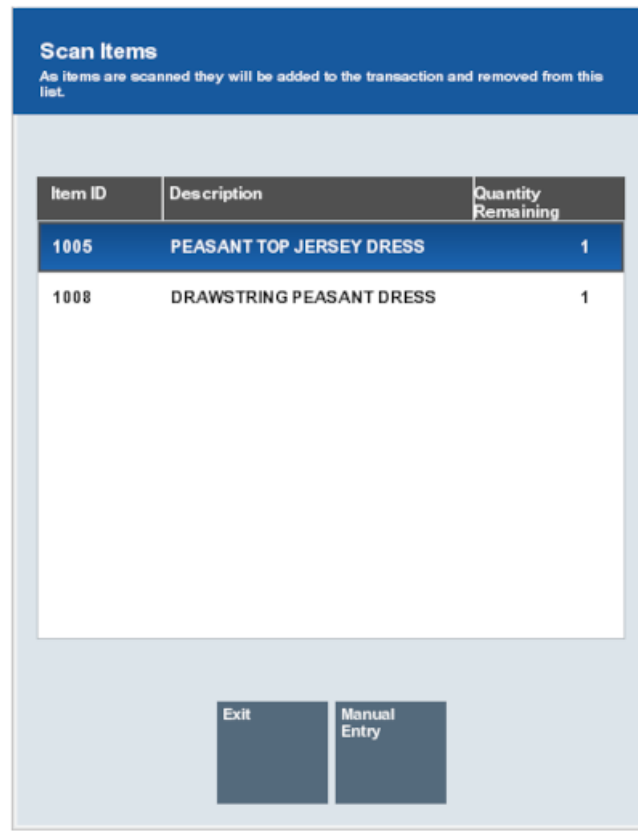 Scan Items
As items are scanned they will be added to the transaction and removed from this
list.
Item ID Description Quantity
Remaining
1005 PEASANT TOP JERSEY DRESS 1
1008 DRAWSTRING PEASANT DRESS 1
Exit Manual
Entry